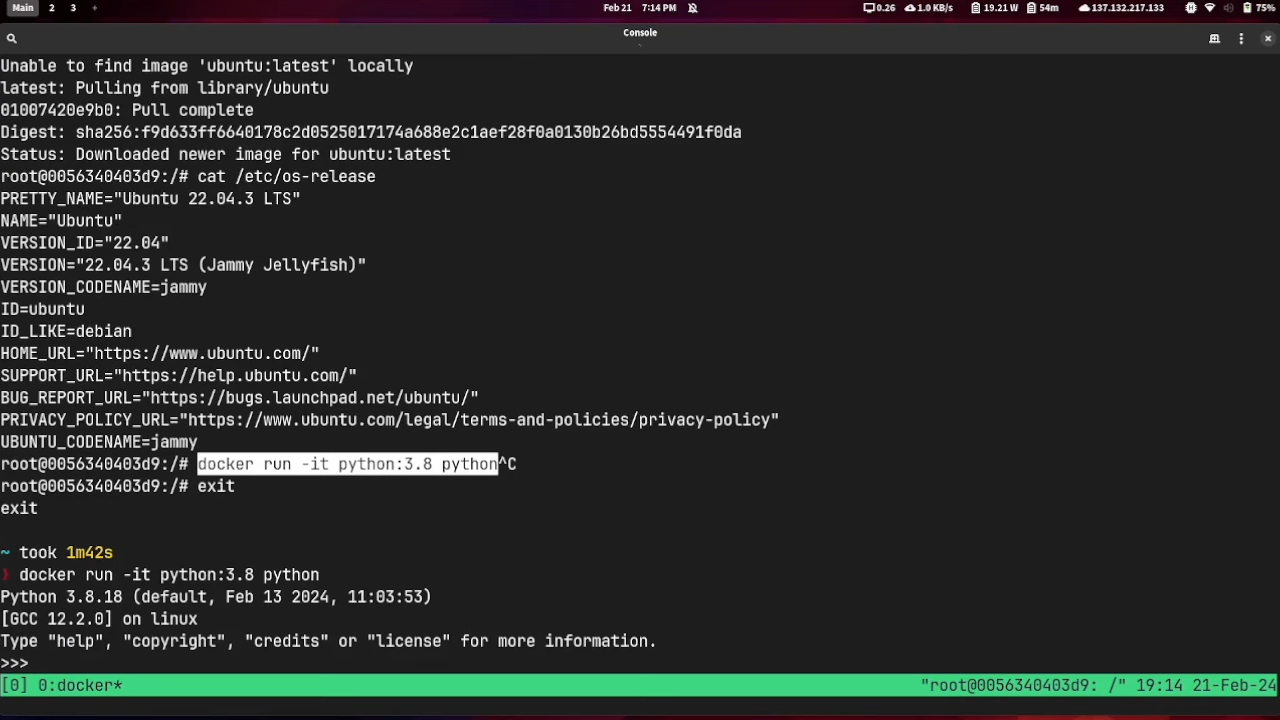 Main 2 3 + Feb 21 7:14 PM 0.26 1.0 KB/s 19.21 W 54m 137.132.217.133 75%
Console
Unable to find image 'ubuntu:latest' locally
latest: Pulling from library/ubuntu
01007420e9b0: Pull complete
Digest: sha256:f9d633ff6640178c2d0525017174a688e2c1aef28f0a0130b26bd5554491f0da
Status: Downloaded newer image for ubuntu:latest
root@0056340403d9:/# cat /etc/os-release
PRETTY_NAME="Ubuntu 22.04.3 LTS"
NAME="Ubuntu"
VERSION_ID="22.04"
VERSION="22.04.3 LTS (Jammy Jellyfish)"
VERSION_CODENAME=jammy
ID=ubuntu
ID_LIKE=debian
HOME_URL="https://www.ubuntu.com/"
SUPPORT_URL="https://help.ubuntu.com/"
BUG_REPORT_URL="https://bugs.launchpad.net/ubuntu/"
PRIVACY_POLICY_URL="https://www.ubuntu.com/legal/terms-and-policies/privacy-policy"
UBUNTU_CODENAME=jammy
root@0056340403d9:/# docker run -it python:3.8 python^C
root@0056340403d9:/# exit
exit
~ took 1m42s
❯ docker run -it python:3.8 python
Python 3.8.18 (default, Feb 13 2024, 11:03:53)
[GCC 12.2.0] on linux
Type "help", "copyright", "credits" or "license" for more information.
>>>
[0] 0:docker* "root@0056340403d9: /" 19:14 21-Feb-24